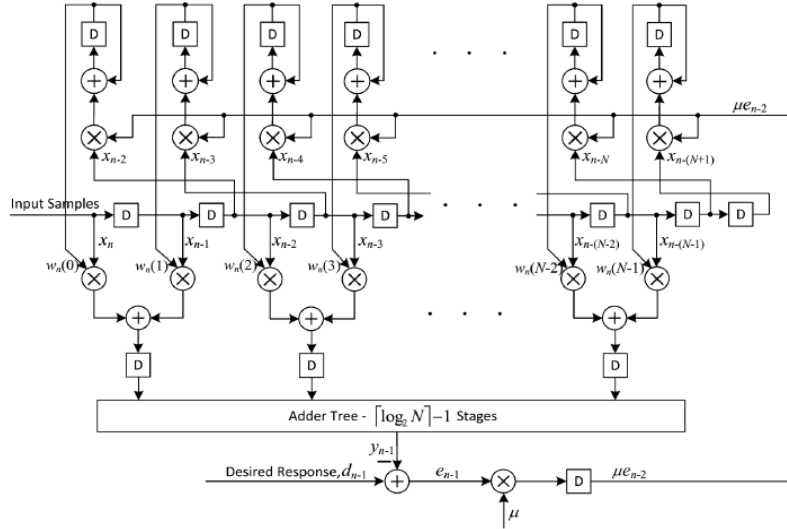 D D D D . . . D D
+ + + + + +
μe_{n-2}
× × × × . . . × ×
x_{n-2} x_{n-3} x_{n-4} x_{n-5} x_{n-N} x_{n-(N+1)}
Input Samples D D D D . . . D D D
x_n x_{n-1} x_{n-2} x_{n-3} x_{n-(N-2)} x_{n-(N-1)}
w_n(0) w_n(1) w_n(2) w_n(3) w_n(N-2) w_n(N-1)
× × × × × ×
+ + . . . +
D D D
Adder Tree - ⌈log₂ N⌉−1 Stages
y_{n-1}
−
Desired Response, d_{n-1} + e_{n-1} × D μe_{n-2}
μ